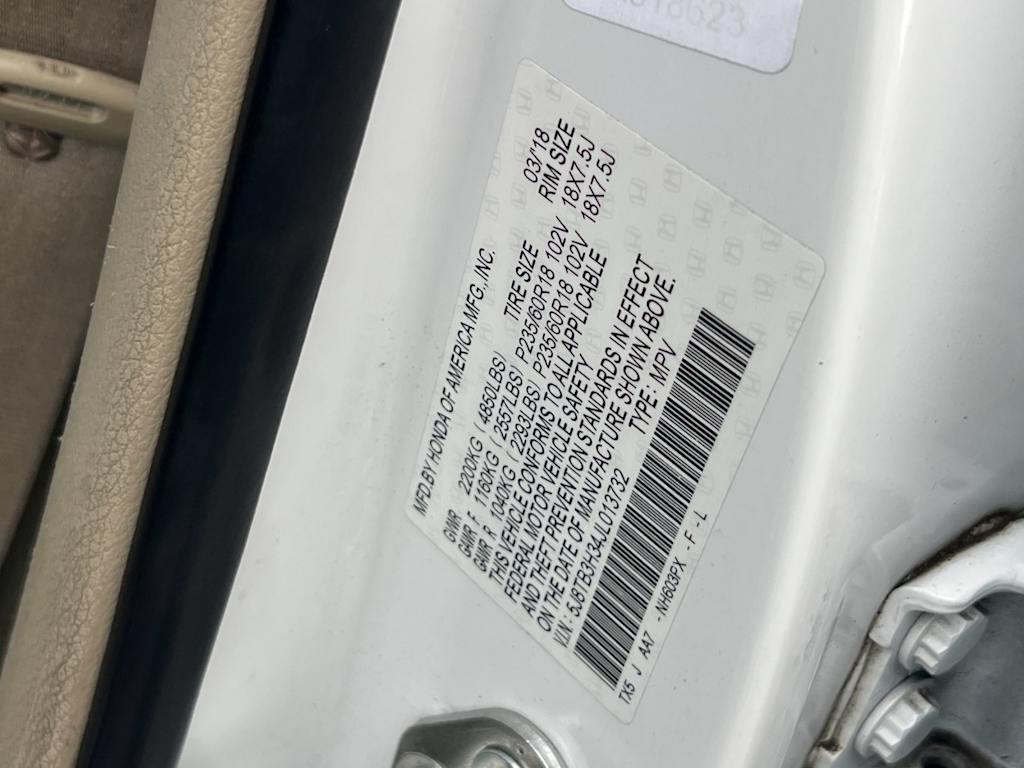 018623
MFD. BY HONDA OF AMERICA MFG., INC. 03/18
TIRE SIZE RIM SIZE
GVWR 2200KG ( 4850LBS)
GAWR F 1160KG ( 2557LBS) P235/60R18 102V 18X7.5J
GAWR R 1040KG ( 2293LBS) P235/60R18 102V 18X7.5J
THIS VEHICLE CONFORMS TO ALL APPLICABLE
FEDERAL MOTOR VEHICLE SAFETY
AND THEFT PREVENTION STANDARDS IN EFFECT
ON THE DATE OF MANUFACTURE SHOWN ABOVE.
V.I.N.: 5J8TB3H34JL013732 TYPE: MPV
TX5 J AA7 -NH603PX -F -L